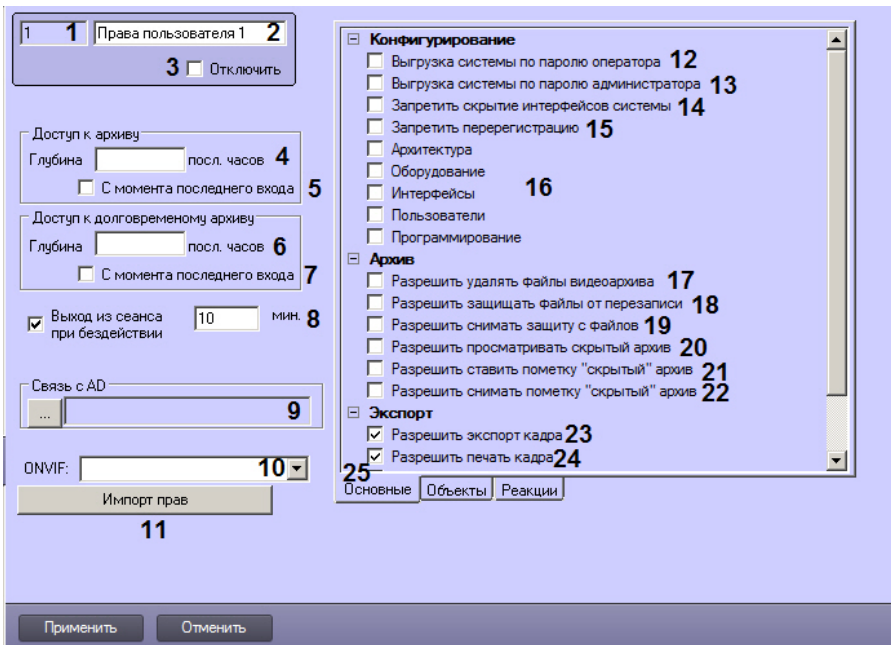 1 1 Права пользователя 1 2
3 Отключить
Доступ к архиву
Глубина посл. часов 4
С момента последнего входа 5
Доступ к долговременому архиву
Глубина посл. часов 6
С момента последнего входа 7
Выход из сеанса
при бездействии
10 мин. 8
Связь с AD
... 9
ONVIF: 10
Импорт прав
11
Конфигурирование
Выгрузка системы по паролю оператора 12
Выгрузка системы по паролю администратора 13
Запретить скрытие интерфейсов системы 14
Запретить перерегистрацию 15
Архитектура
Оборудование
Интерфейсы 16
Пользователи
Программирование
Архив
Разрешить удалять файлы видеоархива 17
Разрешить защищать файлы от перезаписи 18
Разрешить снимать защиту с файлов 19
Разрешить просматривать скрытый архив 20
Разрешить ставить пометку "скрытый" архив 21
Разрешить снимать пометку "скрытый" архив 22
Экспорт
Разрешить экспорт кадра 23
Разрешить печать кадра 24
25
Основные Объекты Реакции
Применить Отменить